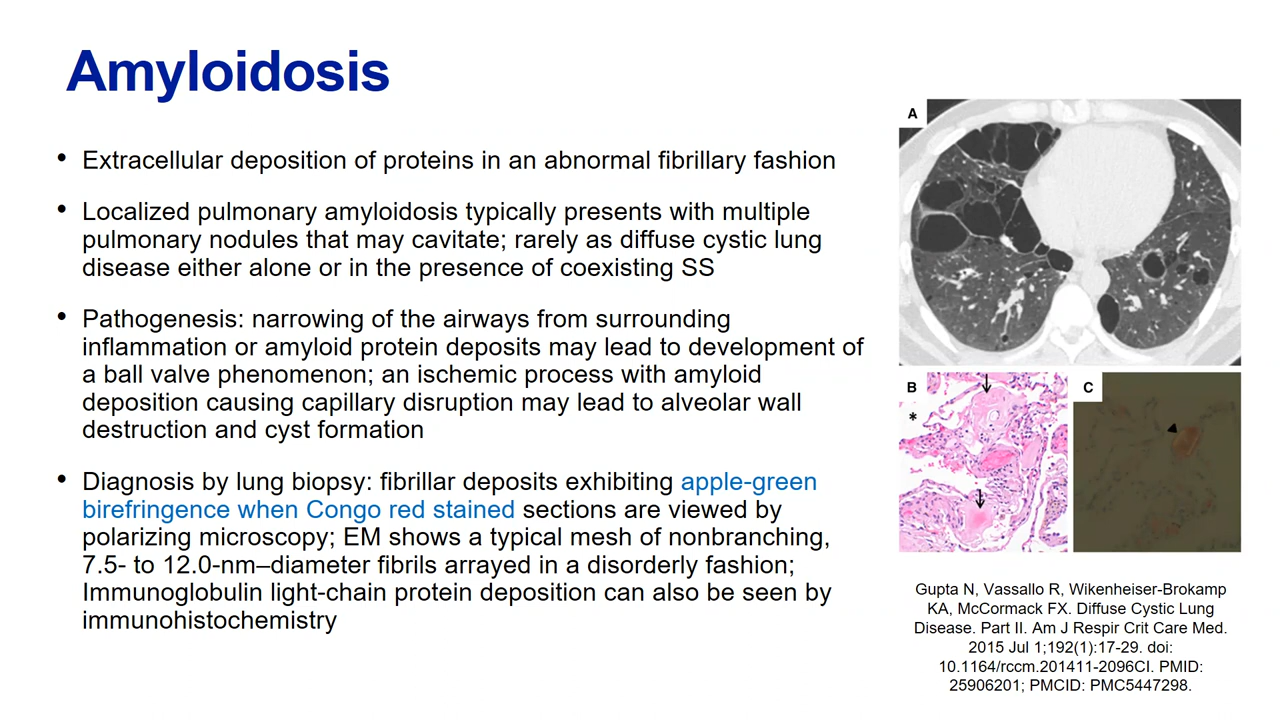 Amyloidosis
• Extracellular deposition of proteins in an abnormal fibrillary fashion
• Localized pulmonary amyloidosis typically presents with multiple
pulmonary nodules that may cavitate; rarely as diffuse cystic lung
disease either alone or in the presence of coexisting SS
• Pathogenesis: narrowing of the airways from surrounding
inflammation or amyloid protein deposits may lead to development of
a ball valve phenomenon; an ischemic process with amyloid
deposition causing capillary disruption may lead to alveolar wall
destruction and cyst formation
• Diagnosis by lung biopsy: fibrillar deposits exhibiting apple-green
birefringence when Congo red stained sections are viewed by
polarizing microscopy; EM shows a typical mesh of nonbranching,
7.5- to 12.0-nm–diameter fibrils arrayed in a disorderly fashion;
Immunoglobulin light-chain protein deposition can also be seen by
immunohistochemistry
A
B
*
C
Gupta N, Vassallo R, Wikenheiser-Brokamp
KA, McCormack FX. Diffuse Cystic Lung
Disease. Part II. Am J Respir Crit Care Med.
2015 Jul 1;192(1):17-29. doi:
10.1164/rccm.201411-2096CI. PMID:
25906201; PMCID: PMC5447298.